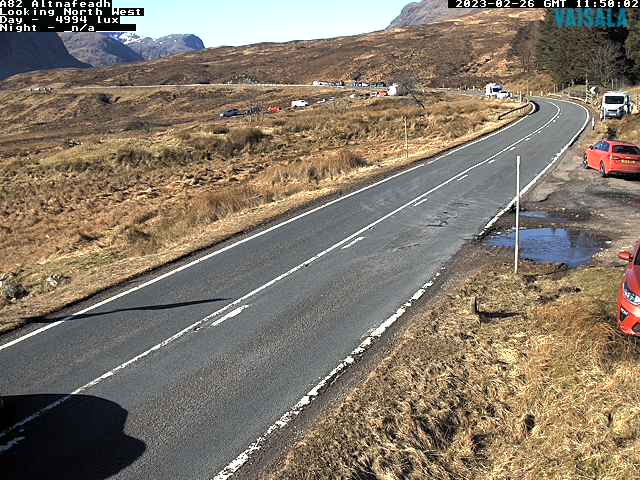 A82 Altnafeadh
Looking North West
Day - 4994 lux
Night - n/a
2023-02-26 GMT 11:50:02
VAISALA